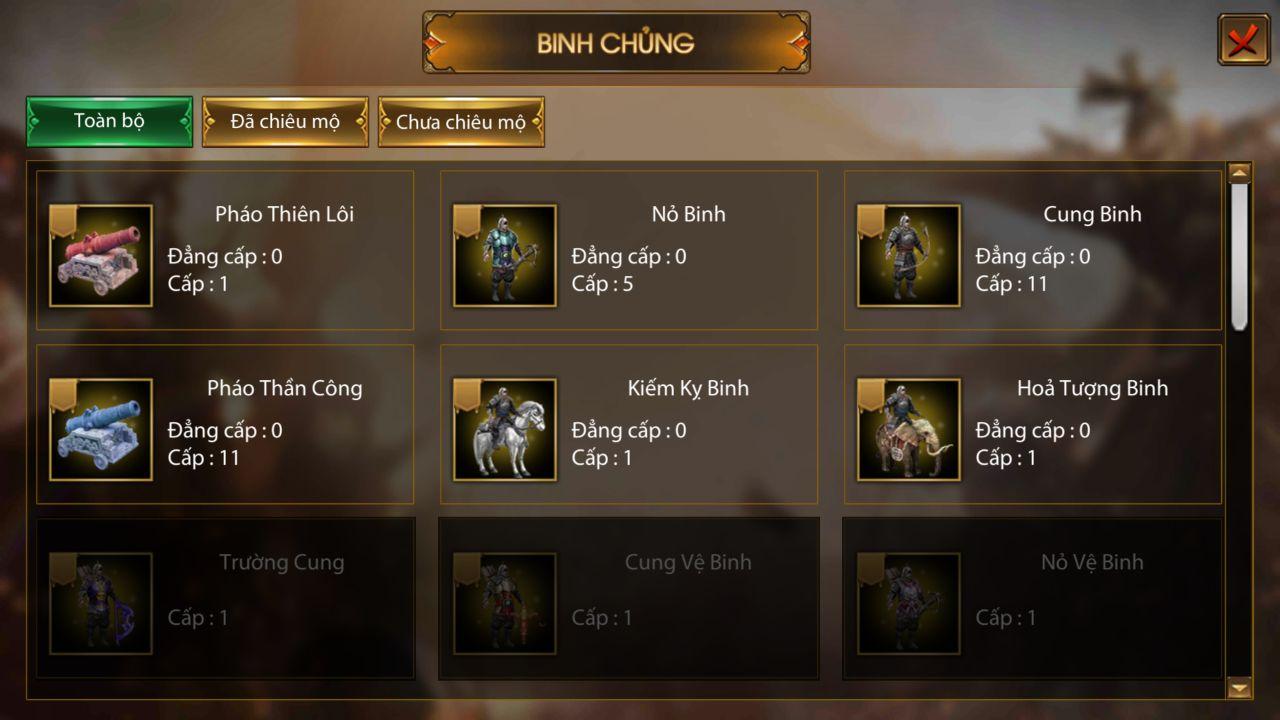 BINH CHỦNG
Toàn bộ
Đã chiêu mộ
Chưa chiêu mộ
Pháo Thiên Lôi
Đẳng cấp : 0
Cấp : 1
Nỏ Binh
Đẳng cấp : 0
Cấp : 5
Cung Binh
Đẳng cấp : 0
Cấp : 11
Pháo Thần Công
Đẳng cấp : 0
Cấp : 11
Kiếm Kỵ Binh
Đẳng cấp : 0
Cấp : 1
Hoả Tượng Binh
Đẳng cấp : 0
Cấp : 1
Trường Cung
Cấp : 1
Cung Vệ Binh
Cấp : 1
Nỏ Vệ Binh
Cấp : 1